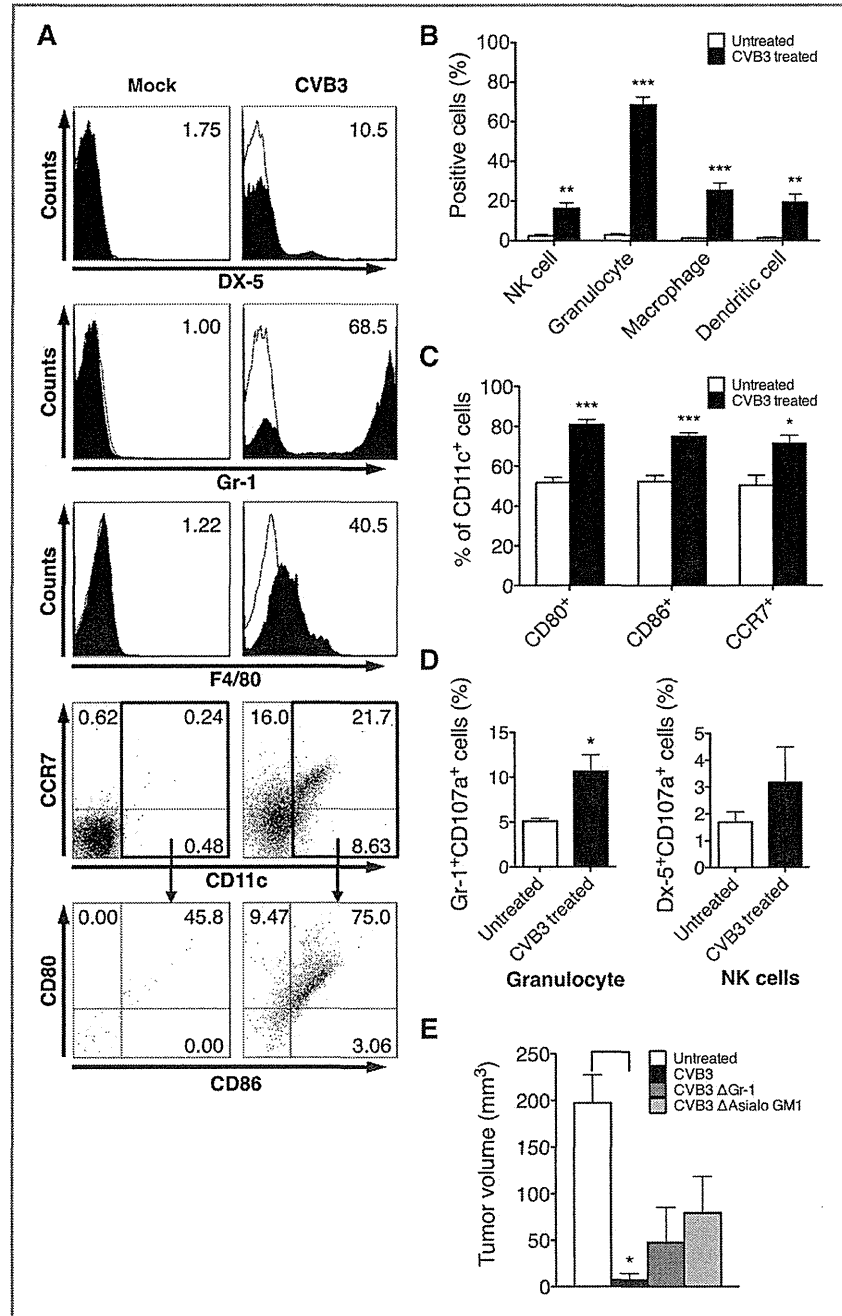 A
Mock CVB3
Counts
1.75
10.5
DX-5
Counts
1.00
68.5
Gr-1
Counts
1.22
40.5
F4/80
CCR7
0.62 0.24
0.48
16.0 21.7
8.63
CD11c
CD80
0.00 45.8
0.00
9.47 75.0
3.06
CD86
B
Untreated
CVB3 treated
Positive cells (%)
100
80
60
40
20
0
** *** *** **
NK cell
Granulocyte
Macrophage
Dendritic cell
C
Untreated
CVB3 treated
% of CD11c+ cells
100
80
60
40
20
0
*** *** *
CD80+
CD86+
CCR7+
D
Gr-1+CD107a+ cells (%)
15
10
5
0
*
Untreated
CVB3 treated
Granulocyte
Dx-5+CD107a+ cells (%)
5
4
3
2
1
0
Untreated
CVB3 treated
NK cells
E
Untreated
CVB3
CVB3 ΔGr-1
CVB3 ΔAsialo GM1
Tumor volume (mm³)
250
200
150
100
50
0
*